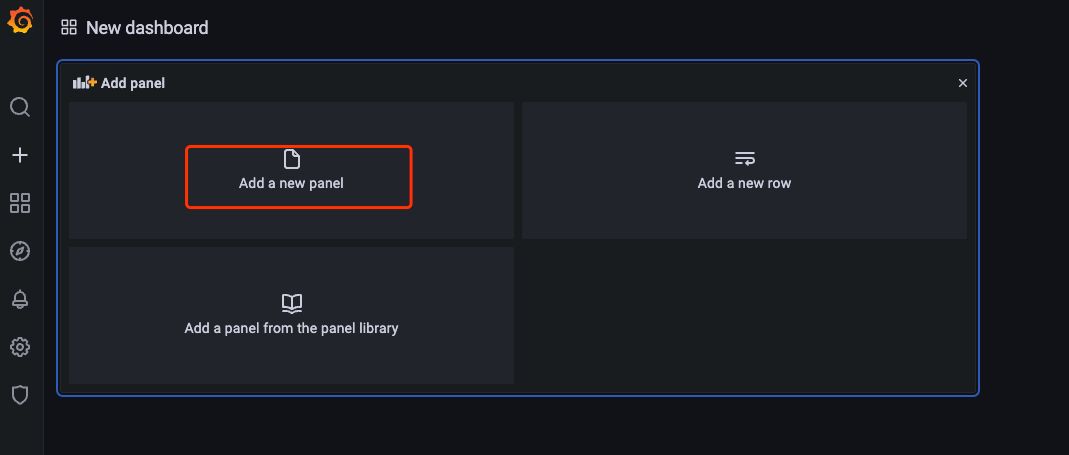 New dashboard
Add panel
Add a new panel
Add a new row
Add a panel from the panel library